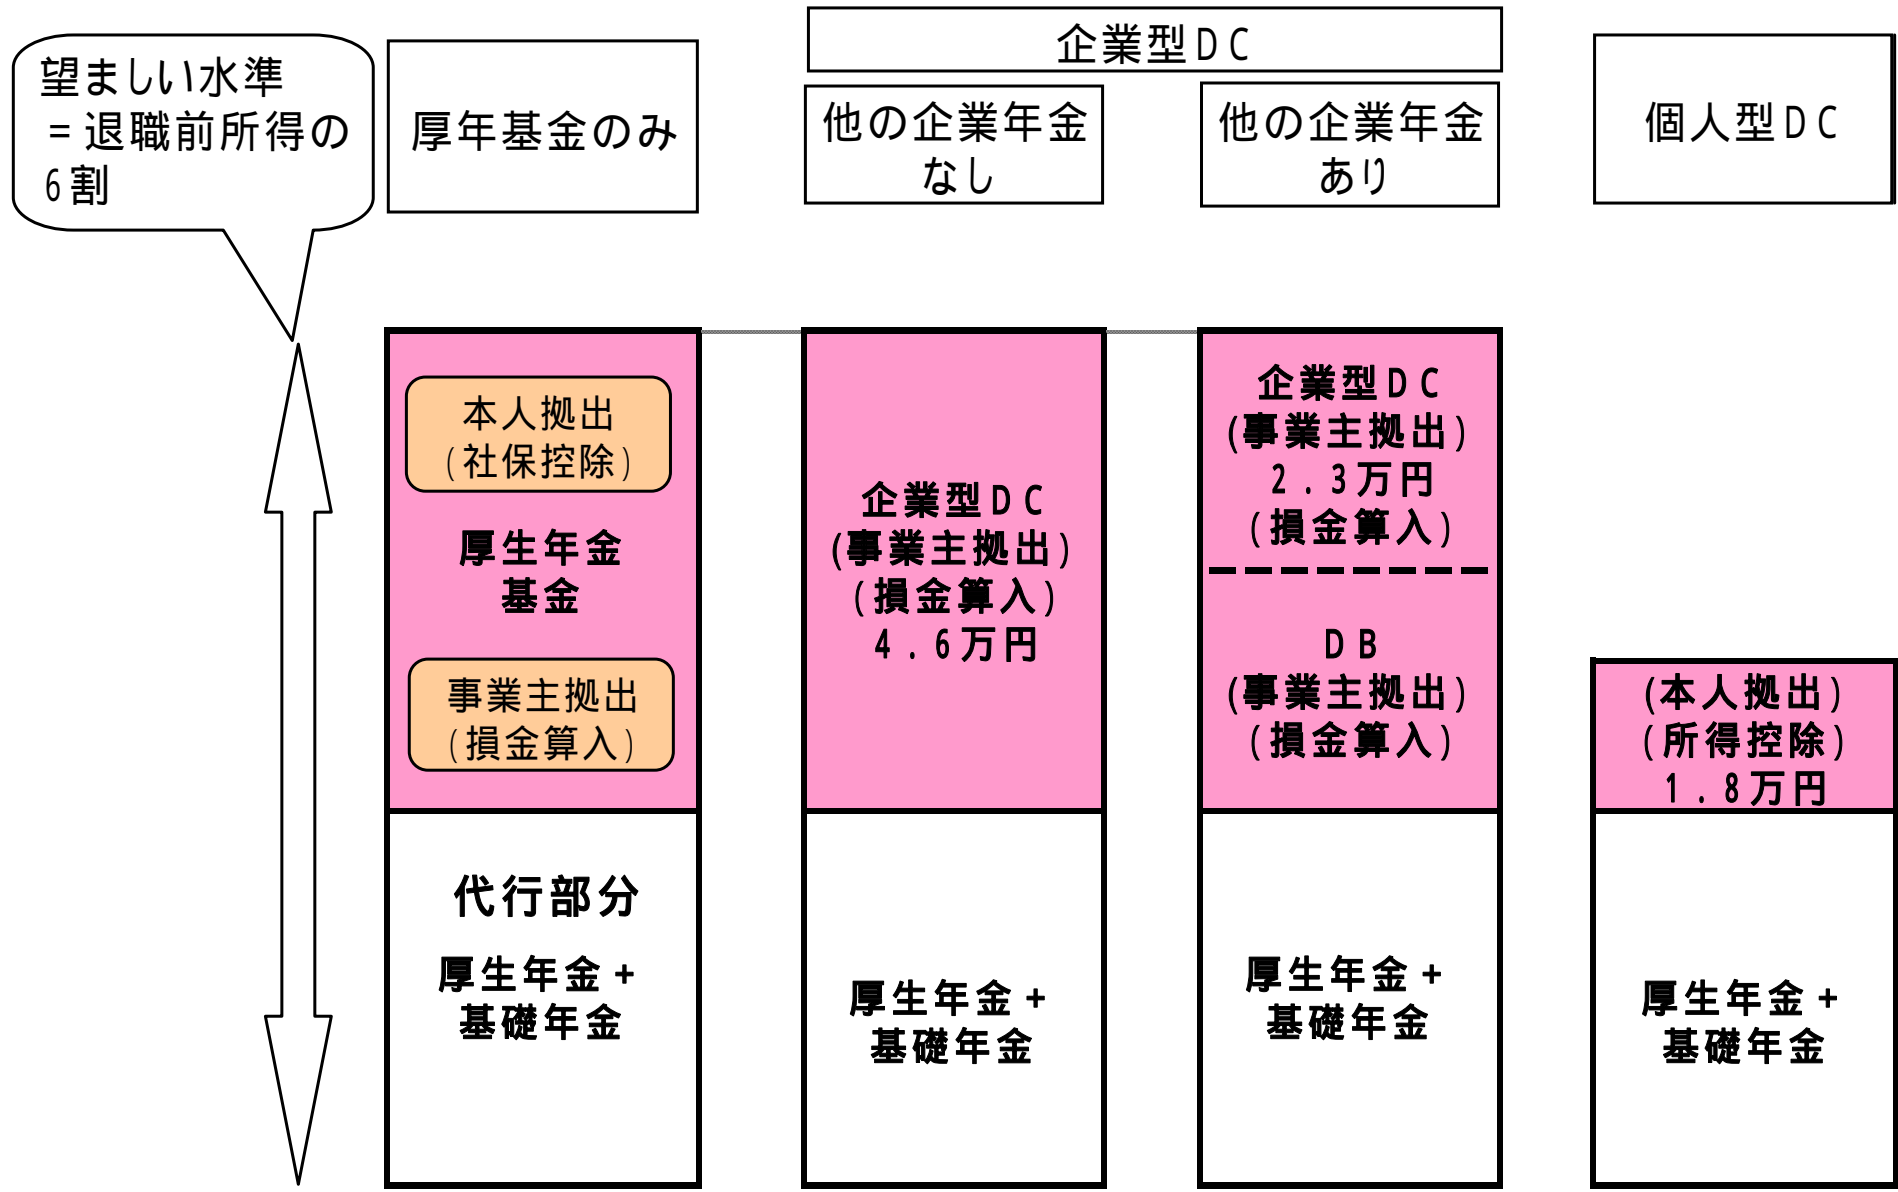 望ましい水準
=退職前所得の
6割
厚年基金のみ
企業型DC
他の企業年金
なし
他の企業年金
あり
個人型DC
本人拠出
(社保控除)
厚生年金
基金
事業主拠出
(損金算入)
代行部分
厚生年金+
基礎年金
企業型DC
(事業主拠出)
(損金算入)
4.6万円
厚生年金+
基礎年金
企業型DC
(事業主拠出)
2.3万円
(損金算入)
DB
(事業主拠出)
(損金算入)
厚生年金+
基礎年金
(本人拠出)
(所得控除)
1.8万円
厚生年金+
基礎年金